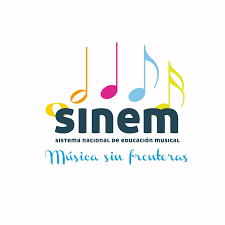 sinem
SISTEMA NACIONAL DE EDUCACIÓN MUSICAL
Música sin fronteras